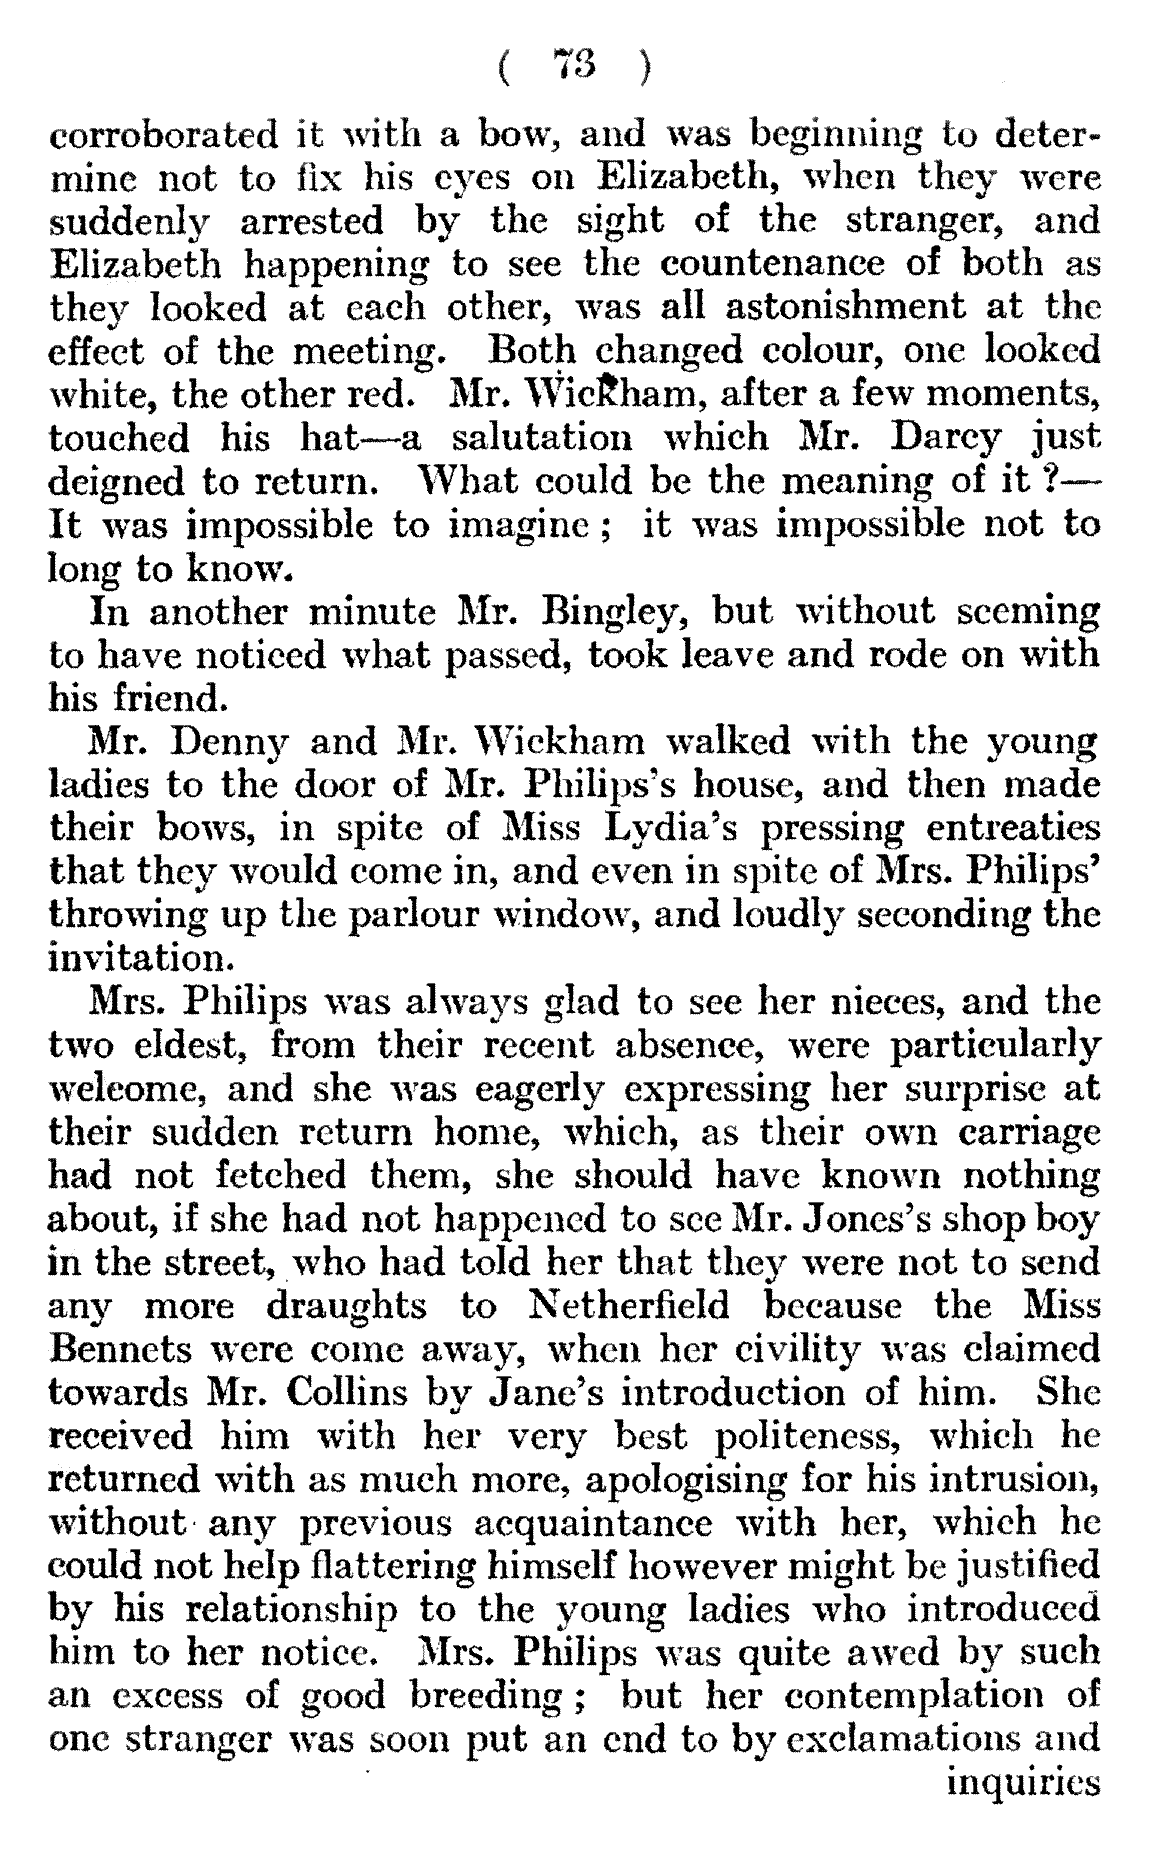 ( 73 )
corroborated it with a bow, and was beginning to deter-
mine not to fix his eyes on Elizabeth, when they were
suddenly arrested by the sight of the stranger, and
Elizabeth happening to see the countenance of both as
they looked at each other, was all astonishment at the
effect of the meeting. Both changed colour, one looked
white, the other red. Mr. Wickham, after a few moments,
touched his hat—a salutation which Mr. Darcy just
deigned to return. What could be the meaning of it ?—
It was impossible to imagine ; it was impossible not to
long to know.
In another minute Mr. Bingley, but without seeming
to have noticed what passed, took leave and rode on with
his friend.
Mr. Denny and Mr. Wickham walked with the young
ladies to the door of Mr. Philips's house, and then made
their bows, in spite of Miss Lydia's pressing entreaties
that they would come in, and even in spite of Mrs. Philips'
throwing up the parlour window, and loudly seconding the
invitation.
Mrs. Philips was always glad to see her nieces, and the
two eldest, from their recent absence, were particularly
welcome, and she was eagerly expressing her surprise at
their sudden return home, which, as their own carriage
had not fetched them, she should have known nothing
about, if she had not happened to see Mr. Jones's shop boy
in the street, who had told her that they were not to send
any more draughts to Netherfield because the Miss
Bennets were come away, when her civility was claimed
towards Mr. Collins by Jane's introduction of him. She
received him with her very best politeness, which he
returned with as much more, apologising for his intrusion,
without any previous acquaintance with her, which he
could not help flattering himself however might be justified
by his relationship to the young ladies who introduced
him to her notice. Mrs. Philips was quite awed by such
an excess of good breeding ; but her contemplation of
one stranger was soon put an end to by exclamations and
inquiries